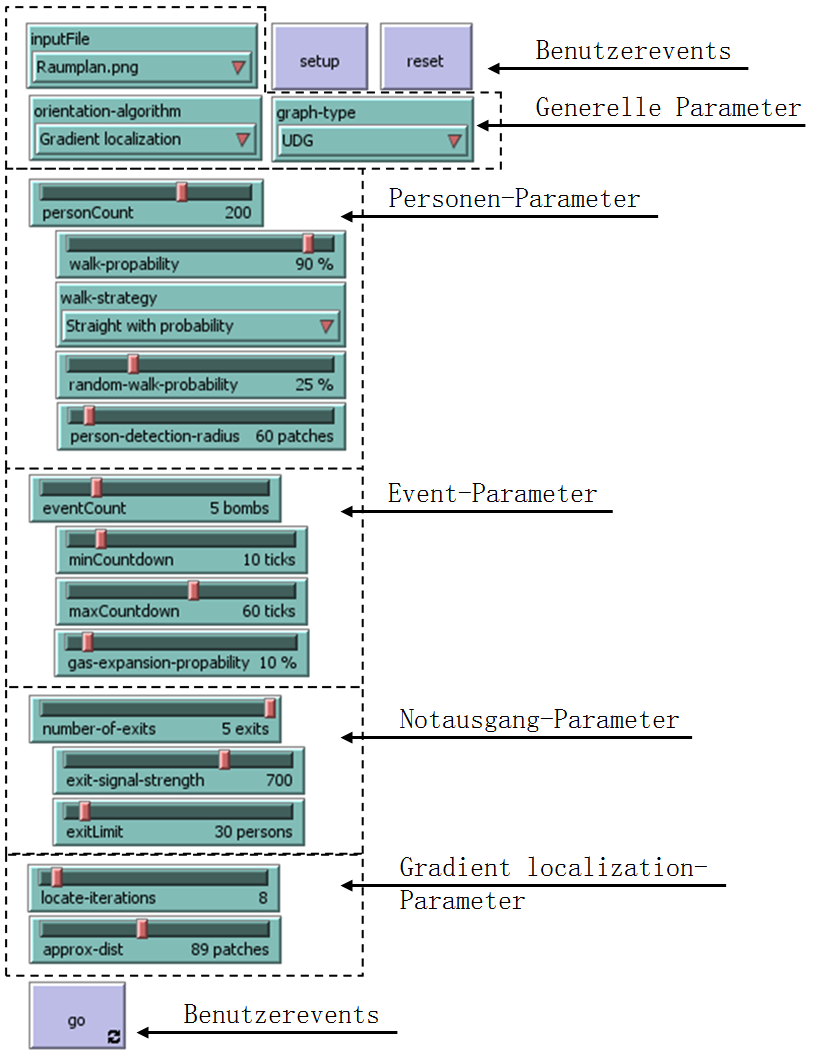 inputFile
Raumplan.png
setup
reset
Benutzerevents
orientation-algorithm
Gradient localization
graph-type
UDG
Generelle Parameter
personCount 200
Personen-Parameter
walk-propability 90 %
walk-strategy
Straight with probability
random-walk-probability 25 %
person-detection-radius 60 patches
eventCount 5 bombs
Event-Parameter
minCountdown 10 ticks
maxCountdown 60 ticks
gas-expansion-propability 10 %
number-of-exits 5 exits
Notausgang-Parameter
exit-signal-strength 700
exitLimit 30 persons
locate-iterations 8
Gradient localization-
Parameter
approx-dist 89 patches
go
Benutzerevents